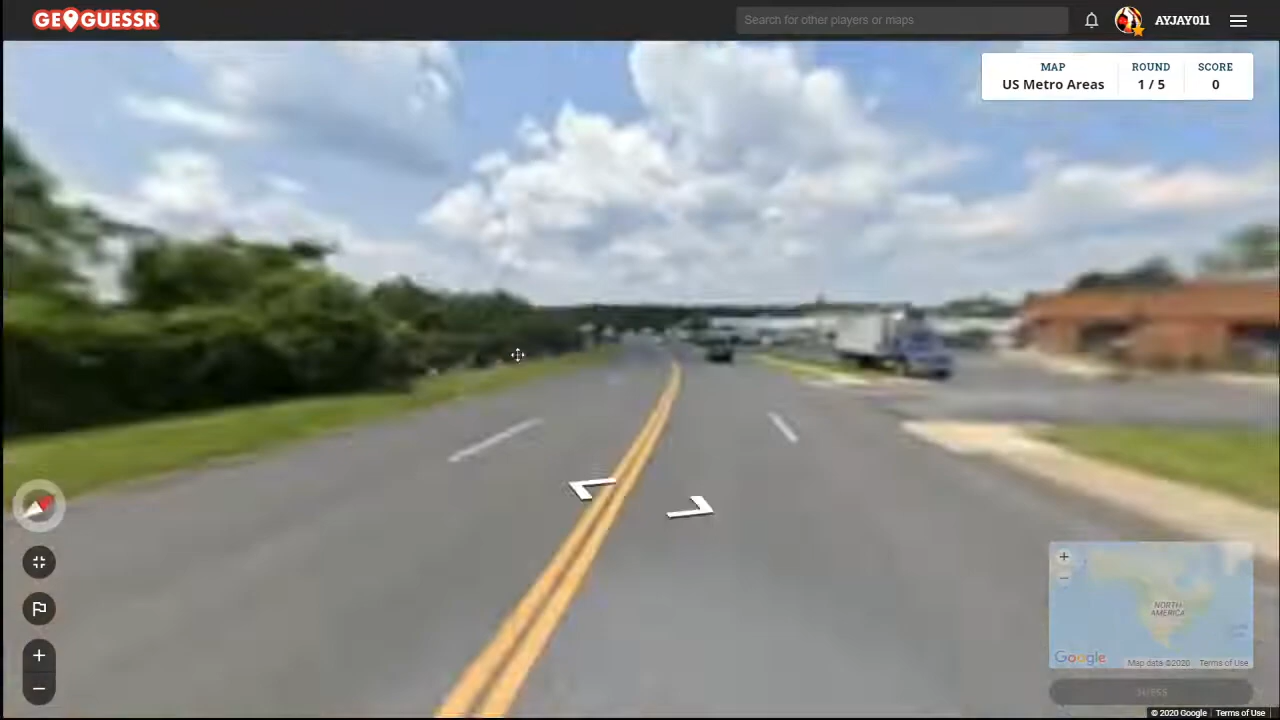 GEOGUESSR
Search for other players or maps
AYJAY011
MAP
US Metro Areas
ROUND
1 / 5
SCORE
0
+
−
NORTH
AMERICA
Google
Map data ©2020
Terms of Use
GUESS
+
−
© 2020 Google
Terms of Use